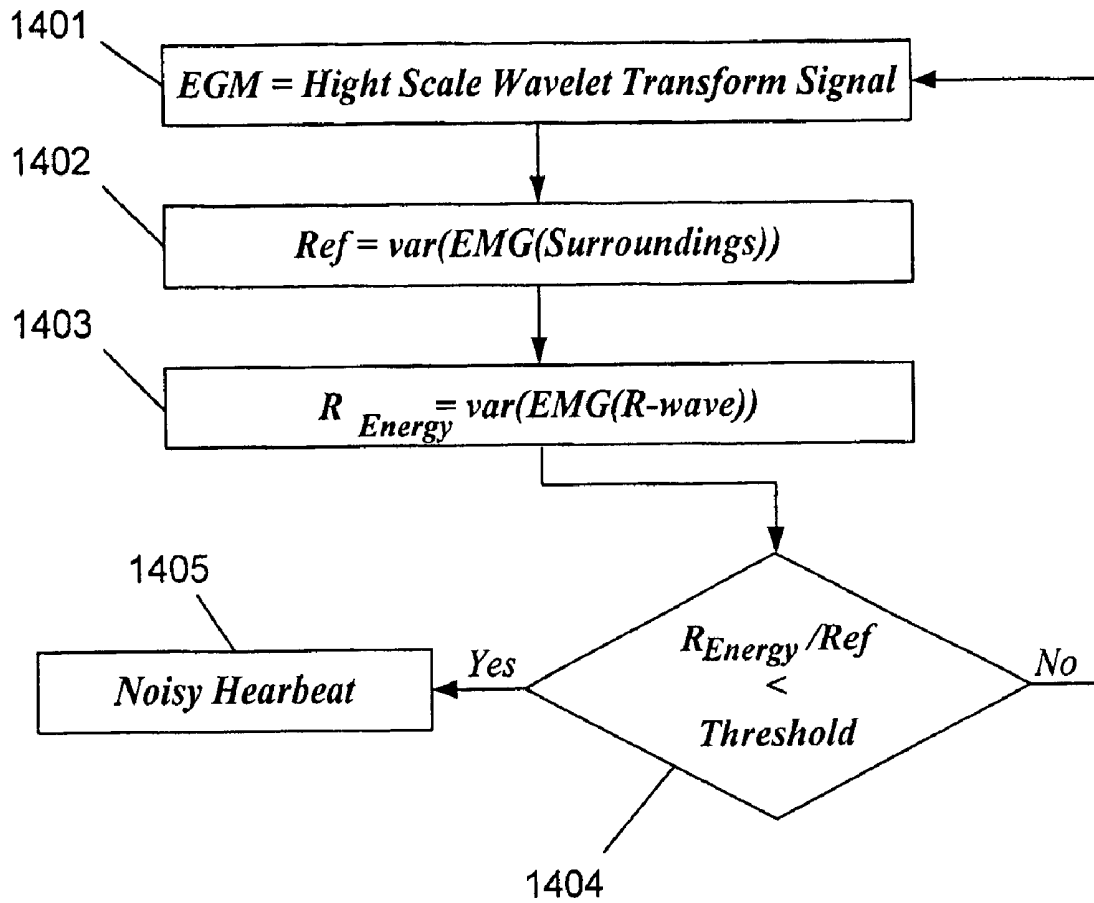 1401
EGM = Hight Scale Wavelet Transform Signal
1402
Ref = var(EMG(Surroundings))
1403
R Energy = var(EMG(R-wave))
1405
Noisy Hearbeat
Yes
R Energy /Ref
<
Threshold
No
1404